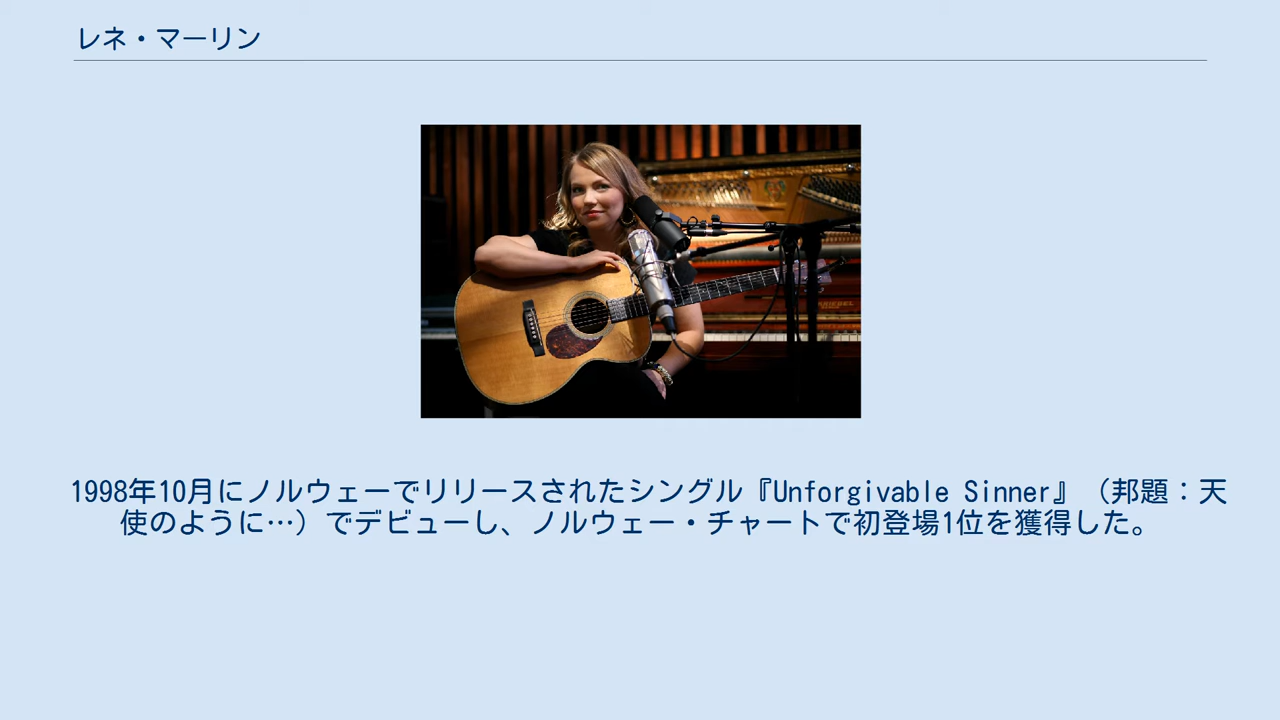 レネ・マーリン
1998年10月にノルウェーでリリースされたシングル『Unforgivable Sinner』（邦題：天
使のように…）でデビューし、ノルウェー・チャートで初登場1位を獲得した。